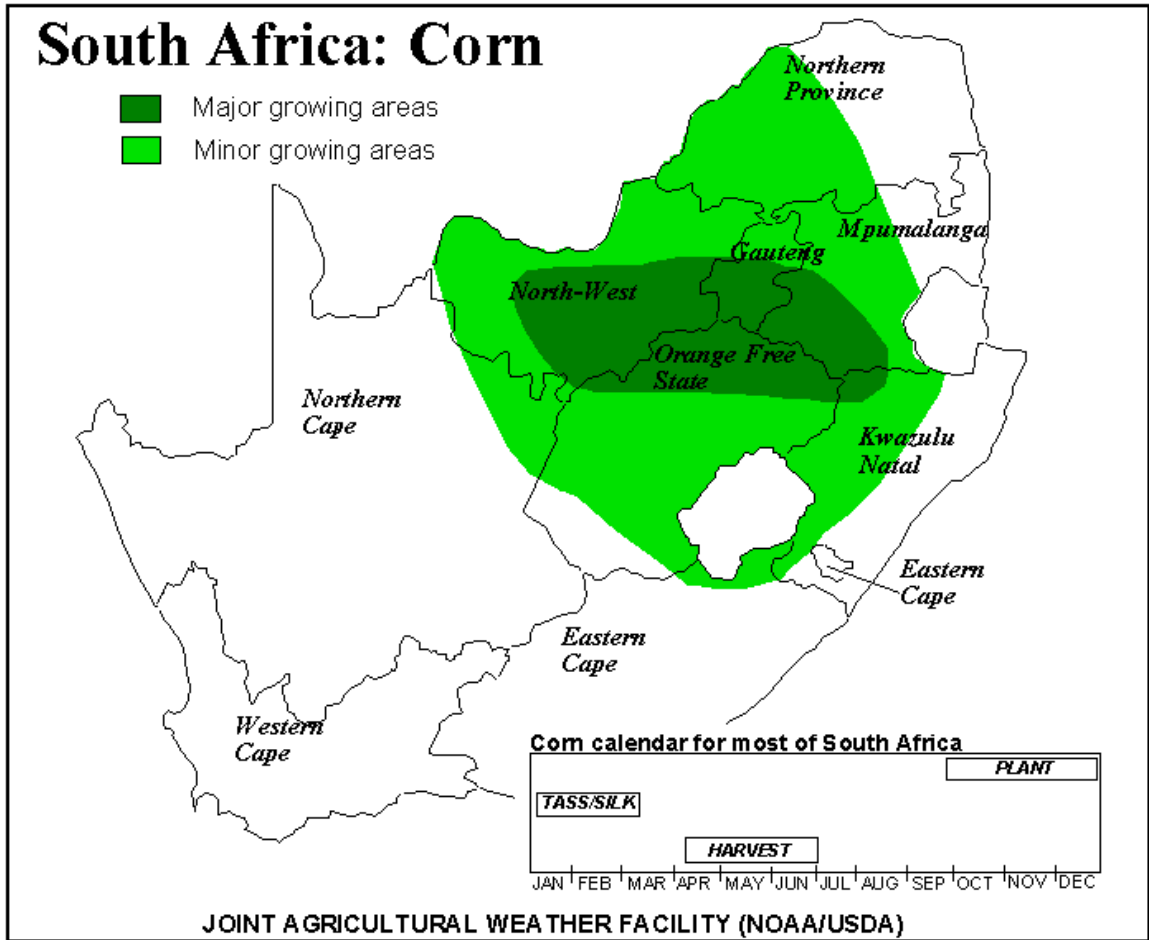 South Africa: Corn
Major growing areas
Minor growing areas
Northern
Province
Mpumalanga
Gauteng
North-West
Orange Free
State
Northern
Cape
Kwazulu
Natal
Eastern
Cape
Eastern
Cape
Western
Cape
Corn calendar for most of South Africa
PLANT
TASS/SILK
HARVEST
JAN FEB MAR APR MAY JUN JUL AUG SEP OCT NOV DEC
JOINT AGRICULTURAL WEATHER FACILITY (NOAA/USDA)